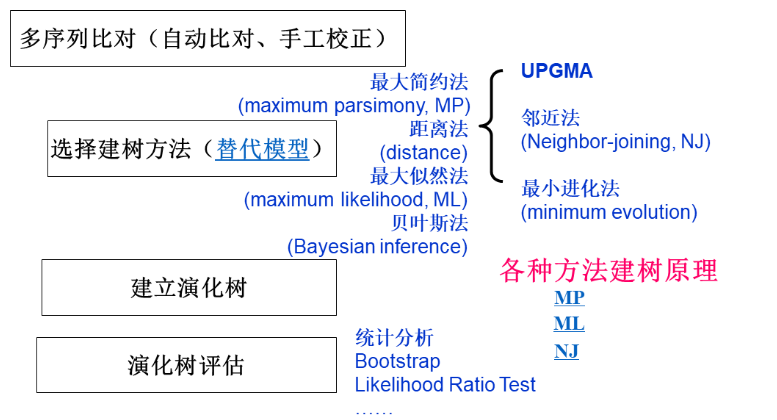 多序列比对（自动比对、手工校正）
选择建树方法（替代模型）
最大简约法
(maximum parsimony, MP)
距离法
(distance)
最大似然法
(maximum likelihood, ML)
贝叶斯法
(Bayesian inference)
UPGMA
邻近法
(Neighbor-joining, NJ)
最小进化法
(minimum evolution)
建立演化树
各种方法建树原理
MP
ML
NJ
演化树评估
统计分析
Bootstrap
Likelihood Ratio Test
……